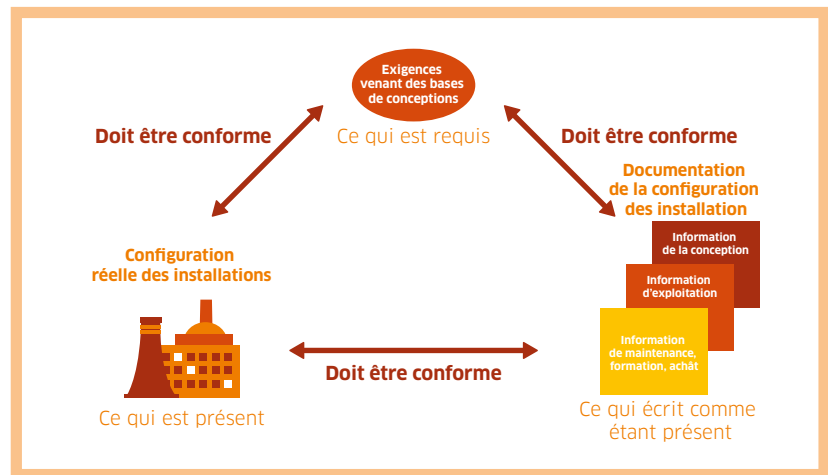 Exigences
venant des bases
de conceptions
Ce qui est requis
Doit être conforme
Doit être conforme
Documentation
de la configuration
des installation
Information
de la conception
Information
d'exploitation
Information
de maintenance,
formation, achât
Ce qui écrit comme
étant présent
Configuration
réelle des installations
Ce qui est présent
Doit être conforme